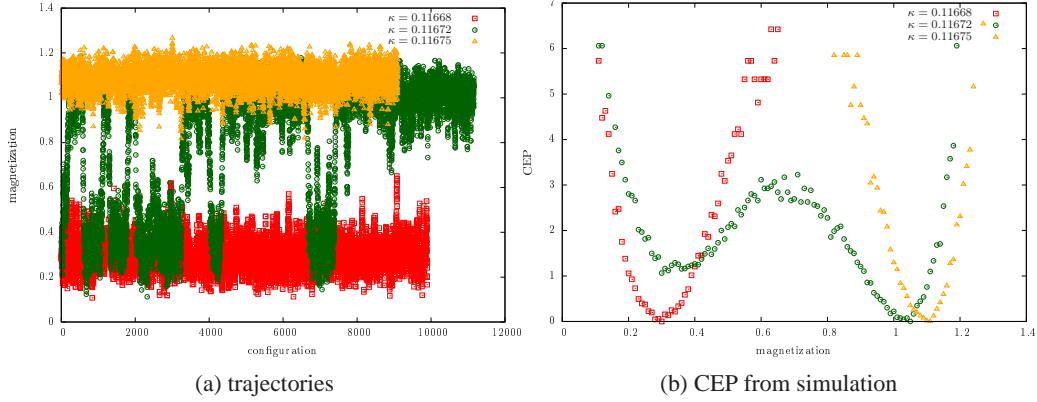 κ = 0.11668
κ = 0.11672
κ = 0.11675
1.4
1.2
1
0.8
0.6
0.4
0.2
0
magnetization
0 2000 4000 6000 8000 10000 12000
configuration
(a) trajectories
κ = 0.11668
κ = 0.11672
κ = 0.11675
7
6
5
4
3
2
1
0
CEP
0 0.2 0.4 0.6 0.8 1 1.2 1.4
magnetization
(b) CEP from simulation